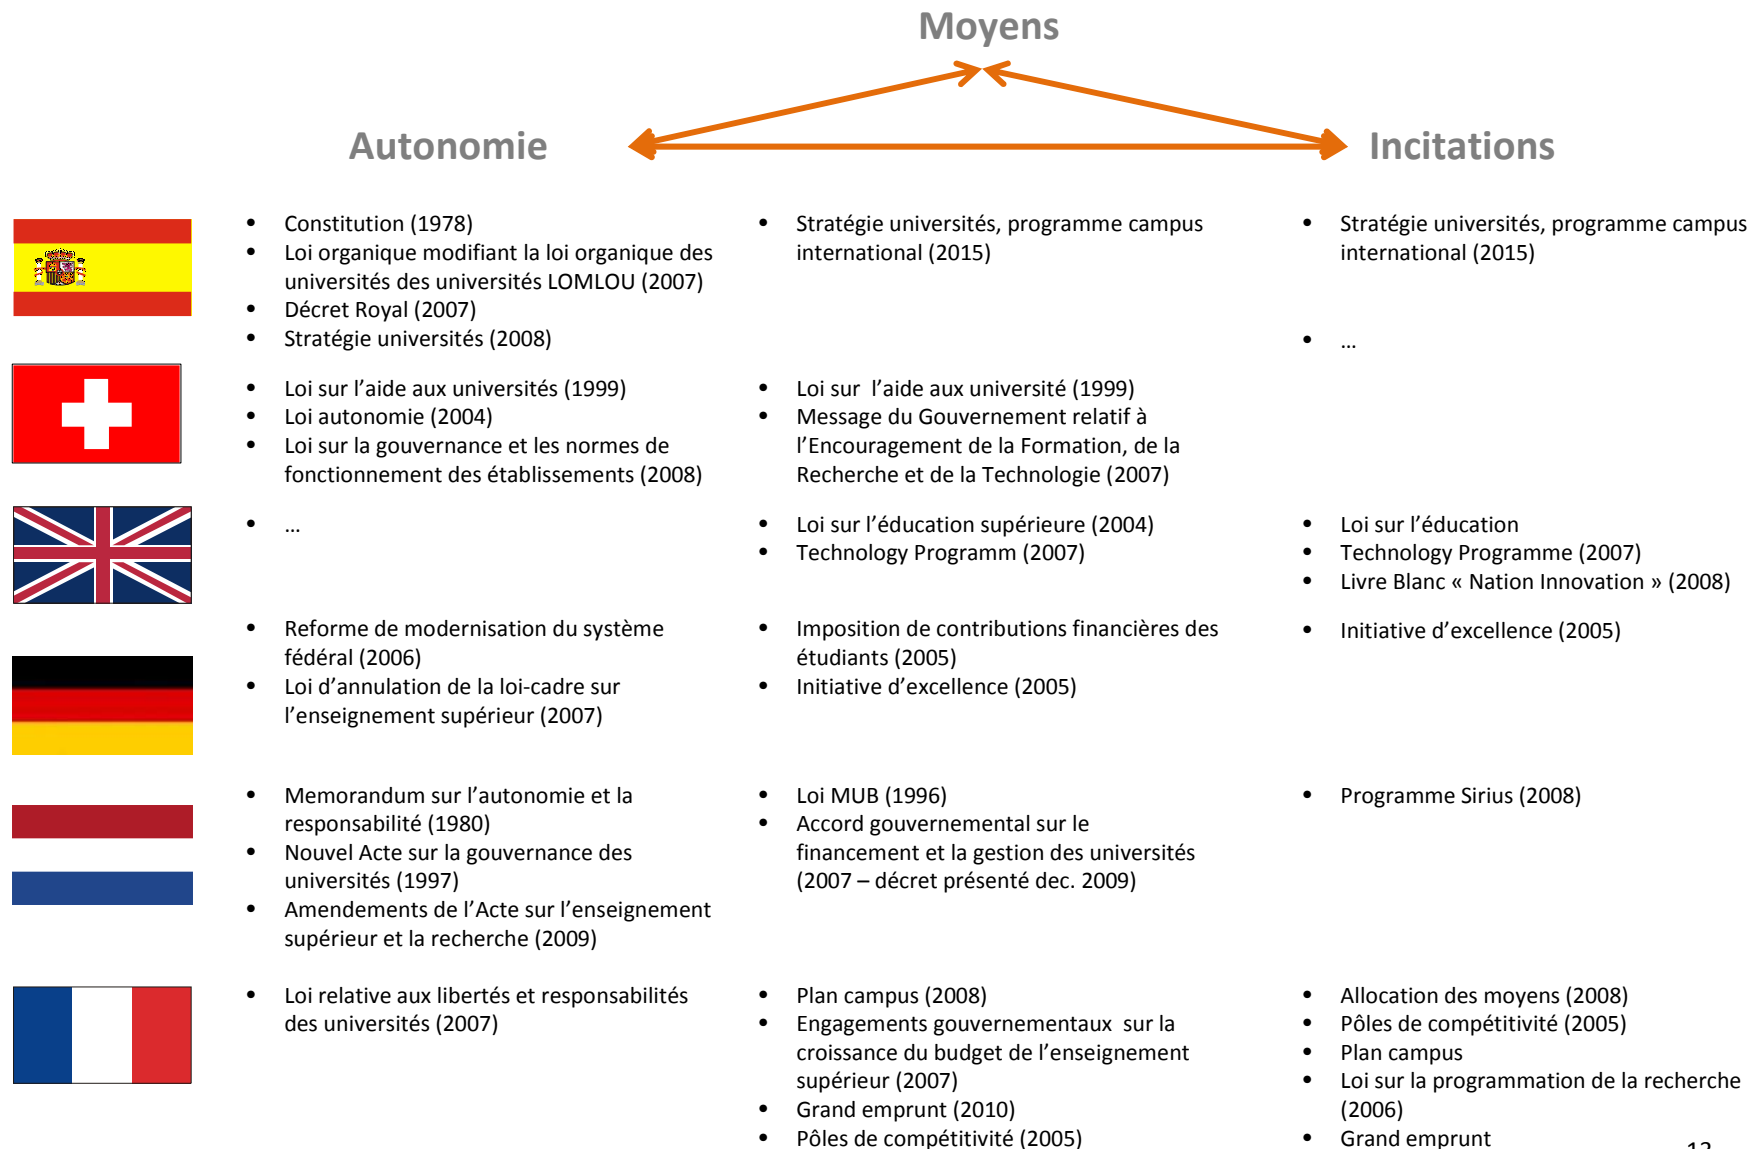 Moyens
Autonomie
Incitations
• Constitution (1978)
• Loi organique modifiant la loi organique des
universités des universités LOMLOU (2007)
• Décret Royal (2007)
• Stratégie universités (2008)
• Stratégie universités, programme campus
international (2015)
• Stratégie universités, programme campus
international (2015)
• …
• Loi sur l’aide aux universités (1999)
• Loi autonomie (2004)
• Loi sur la gouvernance et les normes de
fonctionnement des établissements (2008)
• Loi sur l’aide aux université (1999)
• Message du Gouvernement relatif à
l’Encouragement de la Formation, de la
Recherche et de la Technologie (2007)
• …
• Loi sur l’éducation supérieure (2004)
• Technology Programm (2007)
• Loi sur l’éducation
• Technology Programme (2007)
• Livre Blanc « Nation Innovation » (2008)
• Reforme de modernisation du système
fédéral (2006)
• Loi d’annulation de la loi-cadre sur
l’enseignement supérieur (2007)
• Imposition de contributions financières des
étudiants (2005)
• Initiative d’excellence (2005)
• Initiative d’excellence (2005)
• Memorandum sur l’autonomie et la
responsabilité (1980)
• Nouvel Acte sur la gouvernance des
universités (1997)
• Amendements de l’Acte sur l’enseignement
supérieur et la recherche (2009)
• Loi MUB (1996)
• Accord gouvernemental sur le
financement et la gestion des universités
(2007 – décret présenté dec. 2009)
• Programme Sirius (2008)
• Loi relative aux libertés et responsabilités
des universités (2007)
• Plan campus (2008)
• Engagements gouvernementaux sur la
croissance du budget de l’enseignement
supérieur (2007)
• Grand emprunt (2010)
• Pôles de compétitivité (2005)
• Allocation des moyens (2008)
• Pôles de compétitivité (2005)
• Plan campus
• Loi sur la programmation de la recherche
(2006)
• Grand emprunt